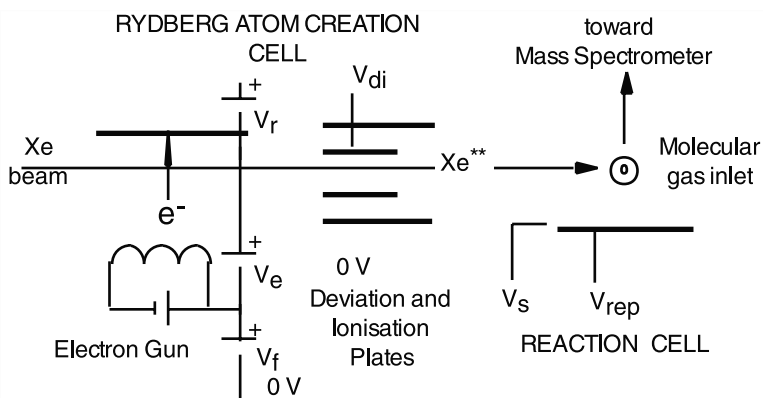 RYDBERG ATOM CREATION
CELL
toward
Mass Spectrometer
+
Vdi
Vr
Xe
beam
Xe**
Molecular
gas inlet
e-
+
Ve
0 V
Deviation and
Ionisation
Plates
Vs
Vrep
REACTION CELL
Electron Gun
+
Vf
0 V